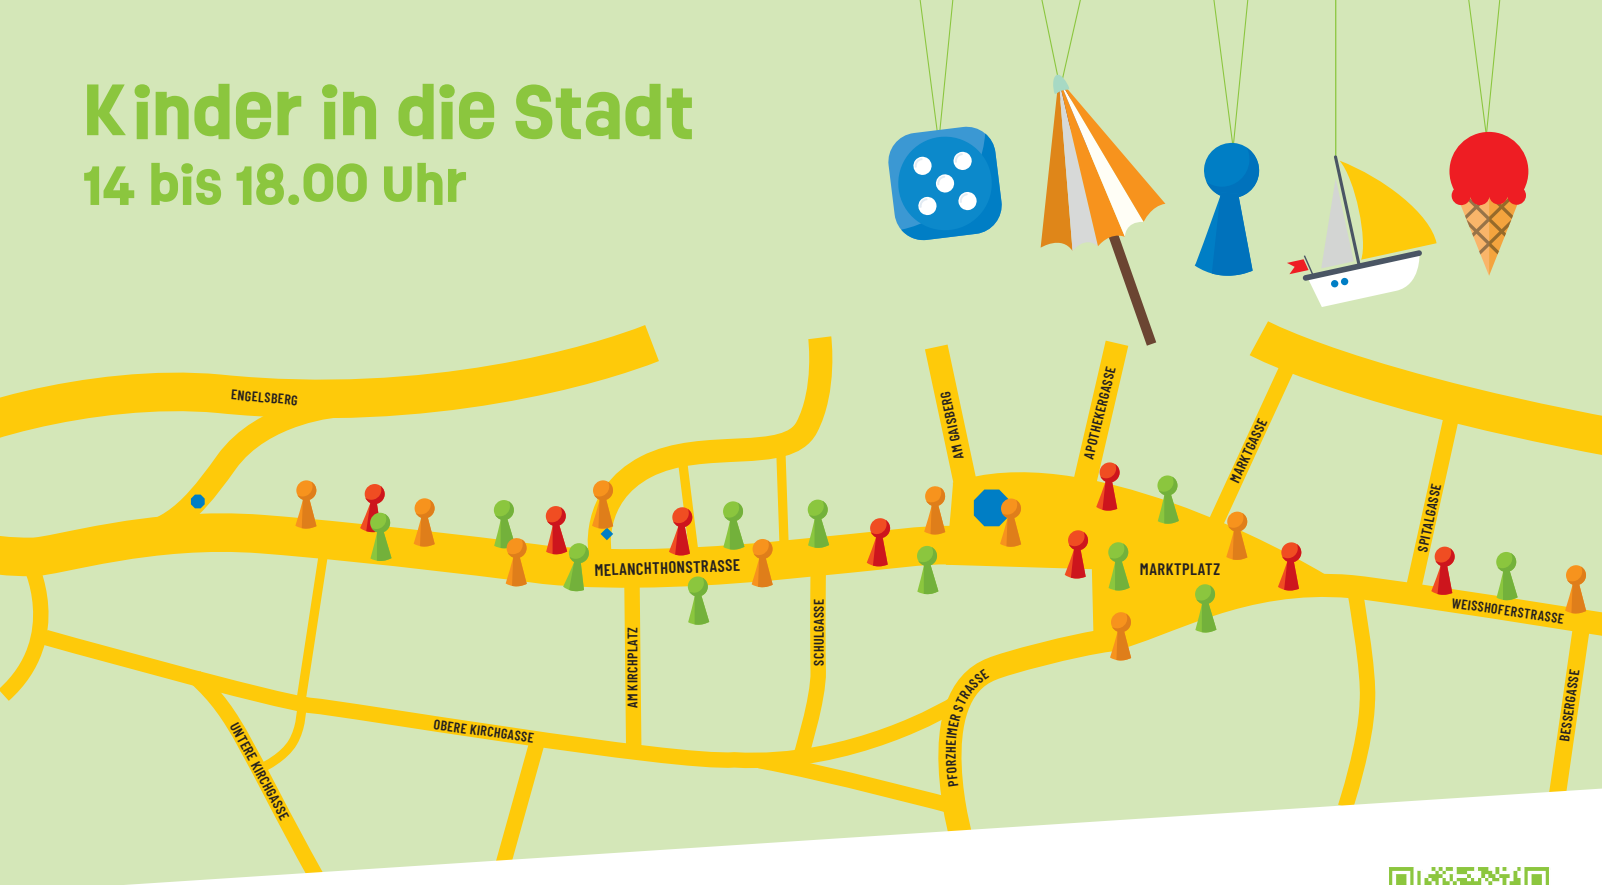 Kinder in die Stadt
14 bis 18.00 Uhr
ENGELSBERG
AM GAISBERG
APOTHEKERGASSE
MARKTGASSE
SPITALGASSE
MELANCHTHONSTRASSE
MARKTPLATZ
WEISSHOFERSTRASSE
AM KIRCHPLATZ
SCHULGASSE
PFORZHEIMER STRASSE
BESSERGASSE
OBERE KIRCHGASSE
UNTERE KIRCHGASSE